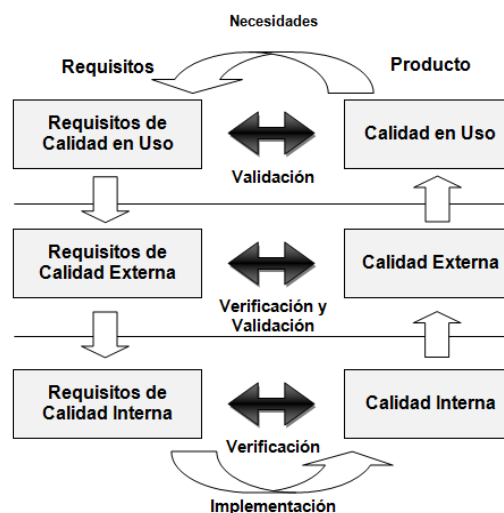 Necesidades
Requisitos
Producto
Requisitos de
Calidad en Uso
Calidad en Uso
Validación
Requisitos de
Calidad Externa
Calidad Externa
Verificación y
Validación
Requisitos de
Calidad Interna
Calidad Interna
Verificación
Implementación